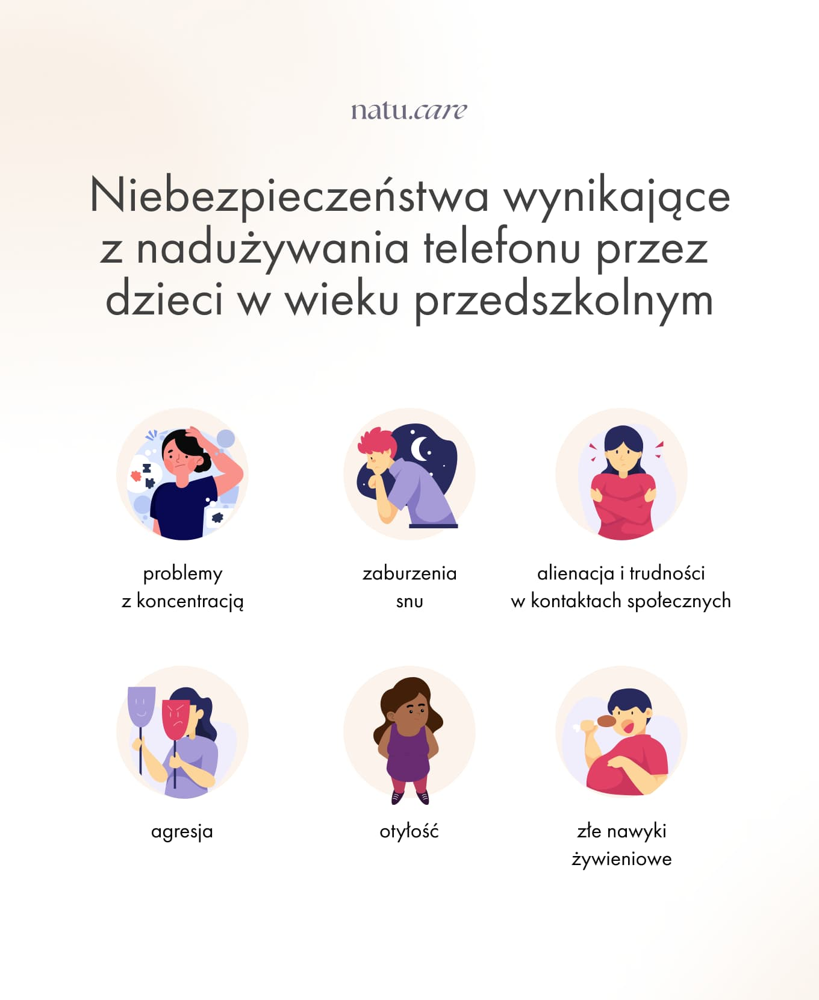 natu.care
Niebezpieczeństwa wynikające
z nadużywania telefonu przez
dzieci w wieku przedszkolnym
problemy
z koncentracją
zaburzenia
snu
alienacja i trudności
w kontaktach społecznych
agresja
otyłość
złe nawyki
żywieniowe